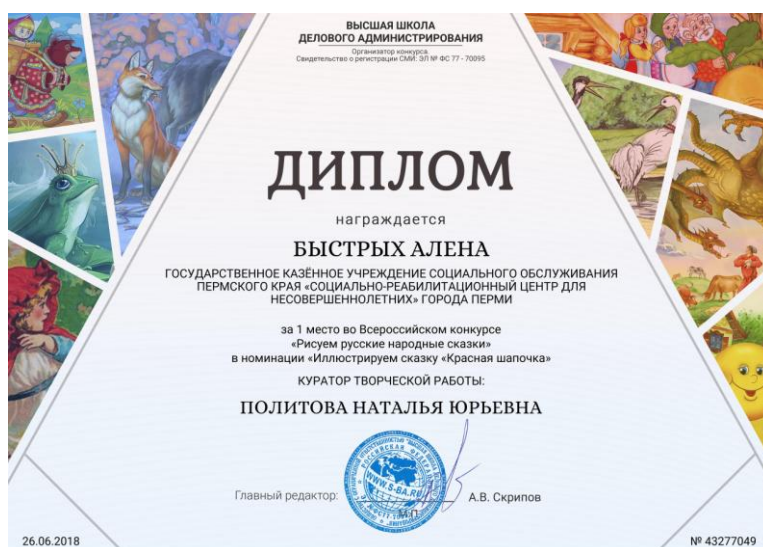 ВЫСШАЯ ШКОЛА
ДЕЛОВОГО АДМИНИСТРИРОВАНИЯ
Организатор конкурса.
Свидетельство о регистрации СМИ: ЭЛ № ФС 77 - 70095
ДИПЛОМ
награждается
БЫСТРЫХ АЛЕНА
ГОСУДАРСТВЕННОЕ КАЗЁННОЕ УЧРЕЖДЕНИЕ СОЦИАЛЬНОГО ОБСЛУЖИВАНИЯ
ПЕРМСКОГО КРАЯ «СОЦИАЛЬНО-РЕАБИЛИТАЦИОННЫЙ ЦЕНТР ДЛЯ
НЕСОВЕРШЕННОЛЕТНИХ» ГОРОДА ПЕРМИ
за 1 место во Всероссийском конкурсе
«Рисуем русские народные сказки»
в номинации «Иллюстрируем сказку «Красная шапочка»
КУРАТОР ТВОРЧЕСКОЙ РАБОТЫ:
ПОЛИТОВА НАТАЛЬЯ ЮРЬЕВНА
РОССИЙСКАЯ ФЕДЕРАЦИЯ
WWW.S-BA.RU
Главный редактор: А.В. Скрипов
М.П.
26.06.2018 № 43277049